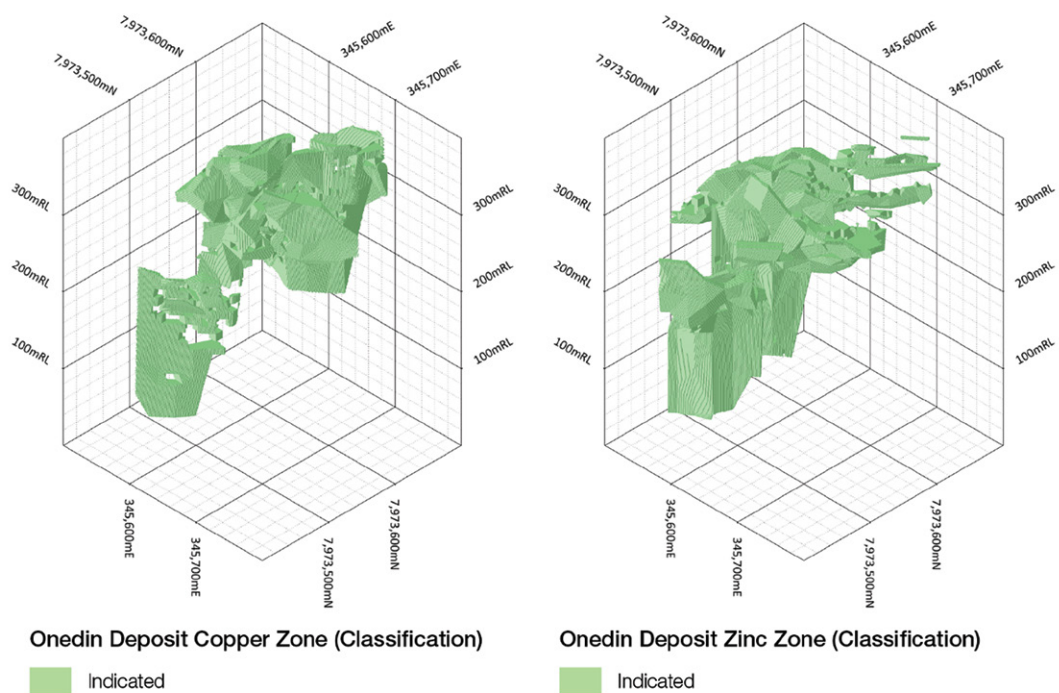 7,973,600mN
7,973,500mN
345,600mE
345,700mE
300mRL
200mRL
100mRL
300mRL
200mRL
100mRL
345,600mE
345,700mE
7,973,500mN
7,973,600mN
Onedin Deposit Copper Zone (Classification)
Indicated
7,973,600mN
7,973,500mN
345,600mE
345,700mE
300mRL
200mRL
100mRL
300mRL
200mRL
100mRL
345,600mE
345,700mE
7,973,500mN
7,973,600mN
Onedin Deposit Zinc Zone (Classification)
Indicated